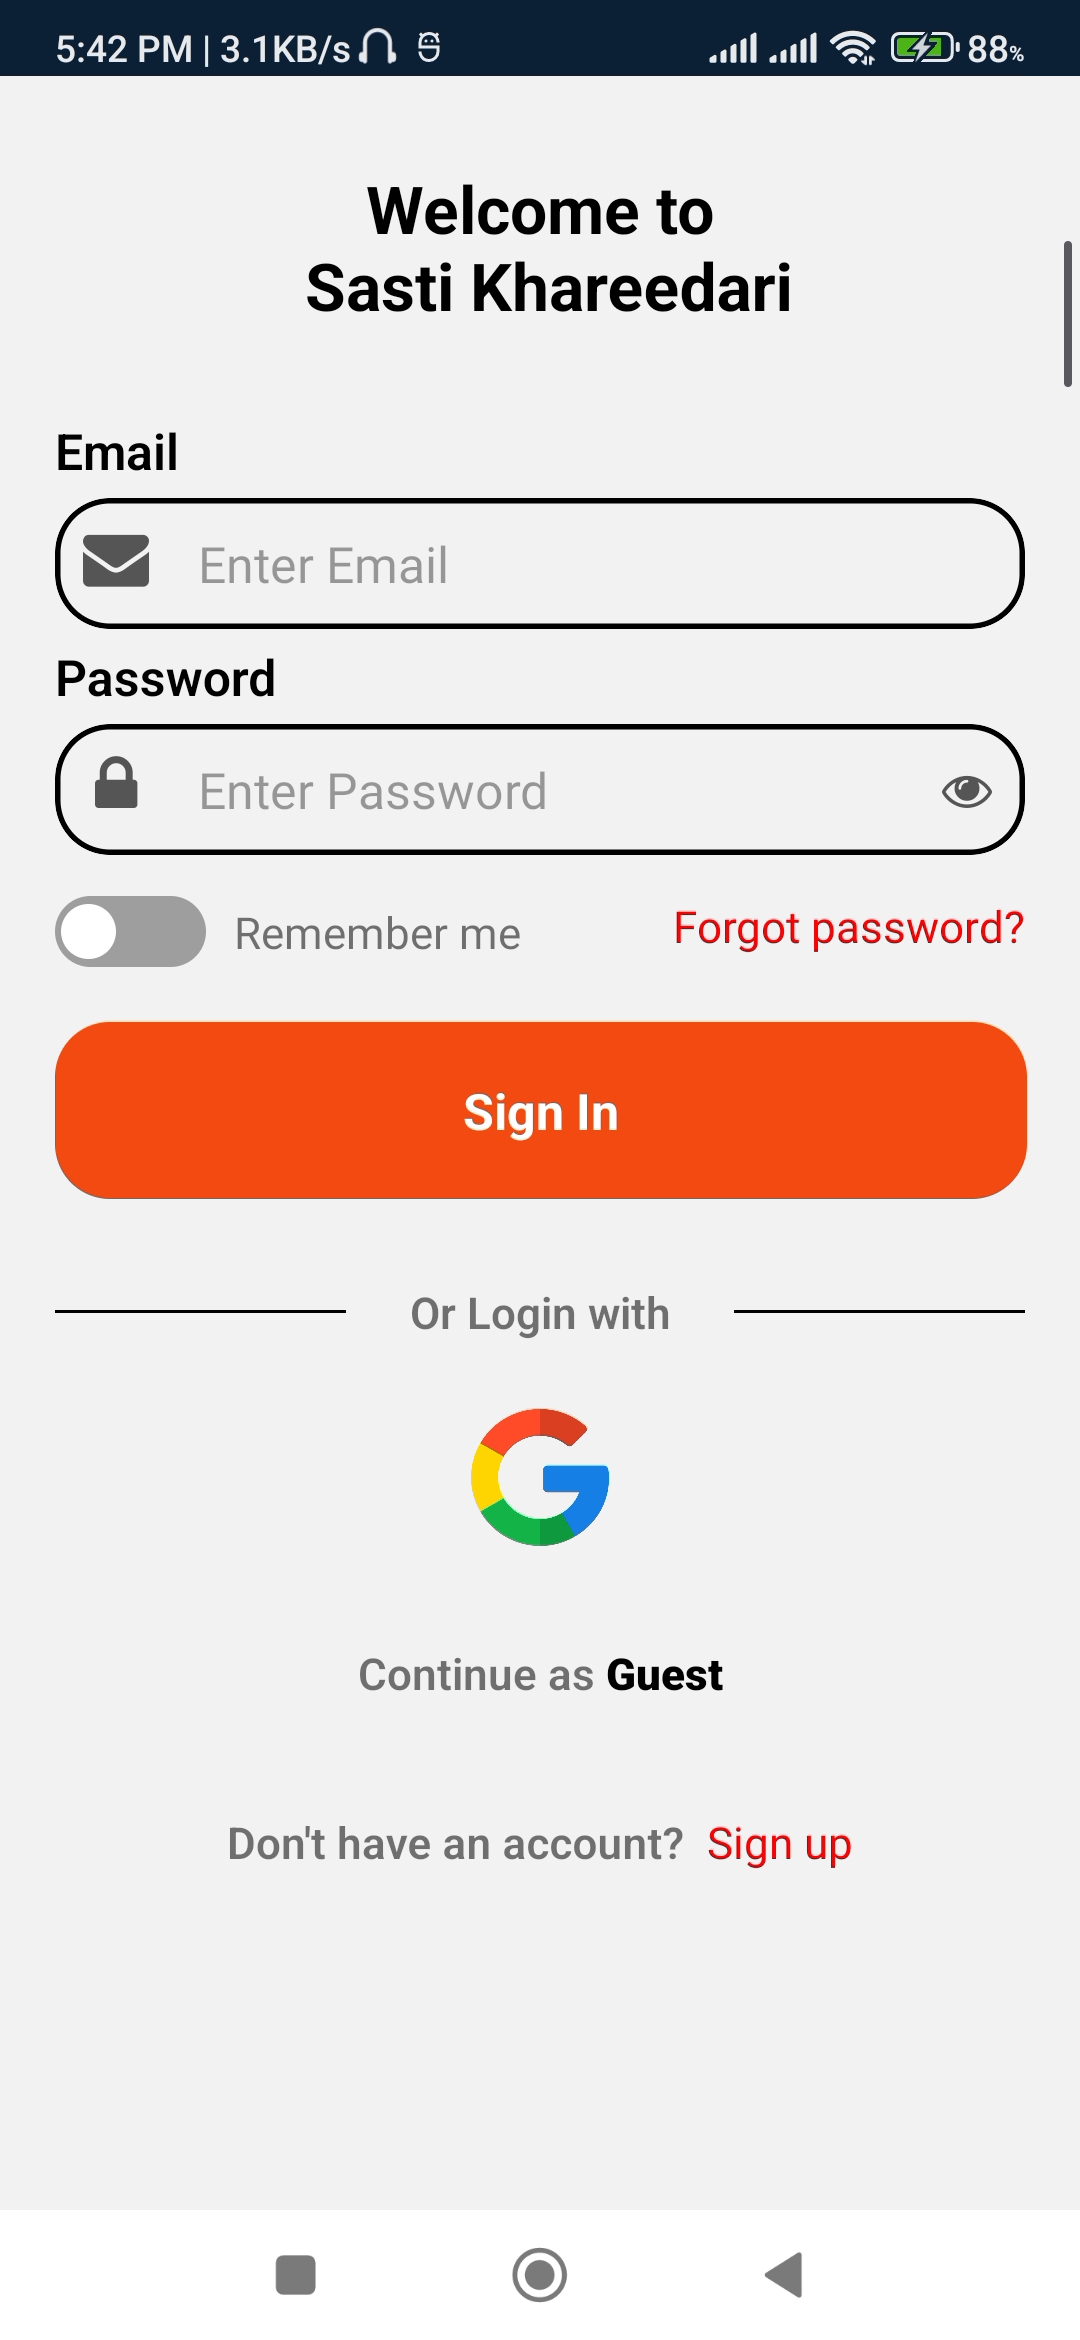 5:42 PM | 3.1KB/s 88%
Welcome to
Sasti Khareedari
Email
Enter Email
Password
Enter Password
Remember me Forgot password?
Sign In
Or Login with
Continue as Guest
Don't have an account? Sign up